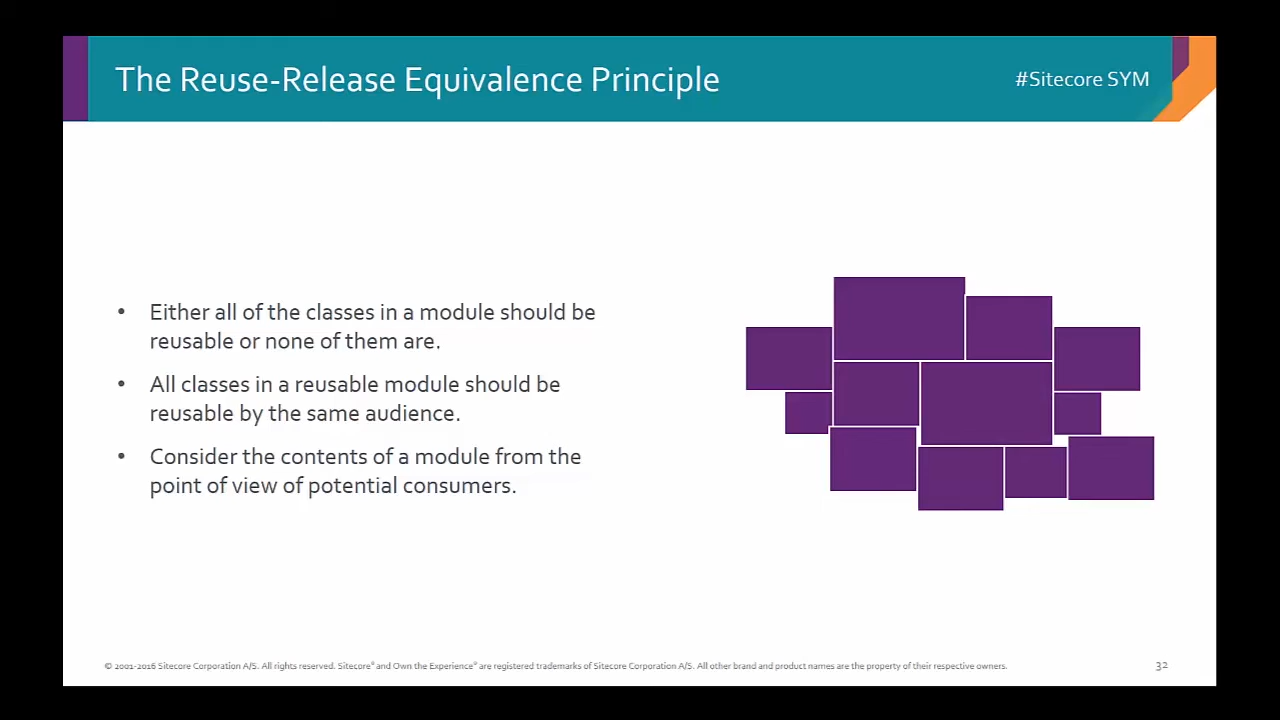 The Reuse-Release Equivalence Principle
#Sitecore SYM
• Either all of the classes in a module should be
reusable or none of them are.
• All classes in a reusable module should be
reusable by the same audience.
• Consider the contents of a module from the
point of view of potential consumers.
© 2001-2016 Sitecore Corporation A/S. All rights reserved. Sitecore® and Own the Experience® are registered trademarks of Sitecore Corporation A/S. All other brand and product names are the property of their respective owners.
32